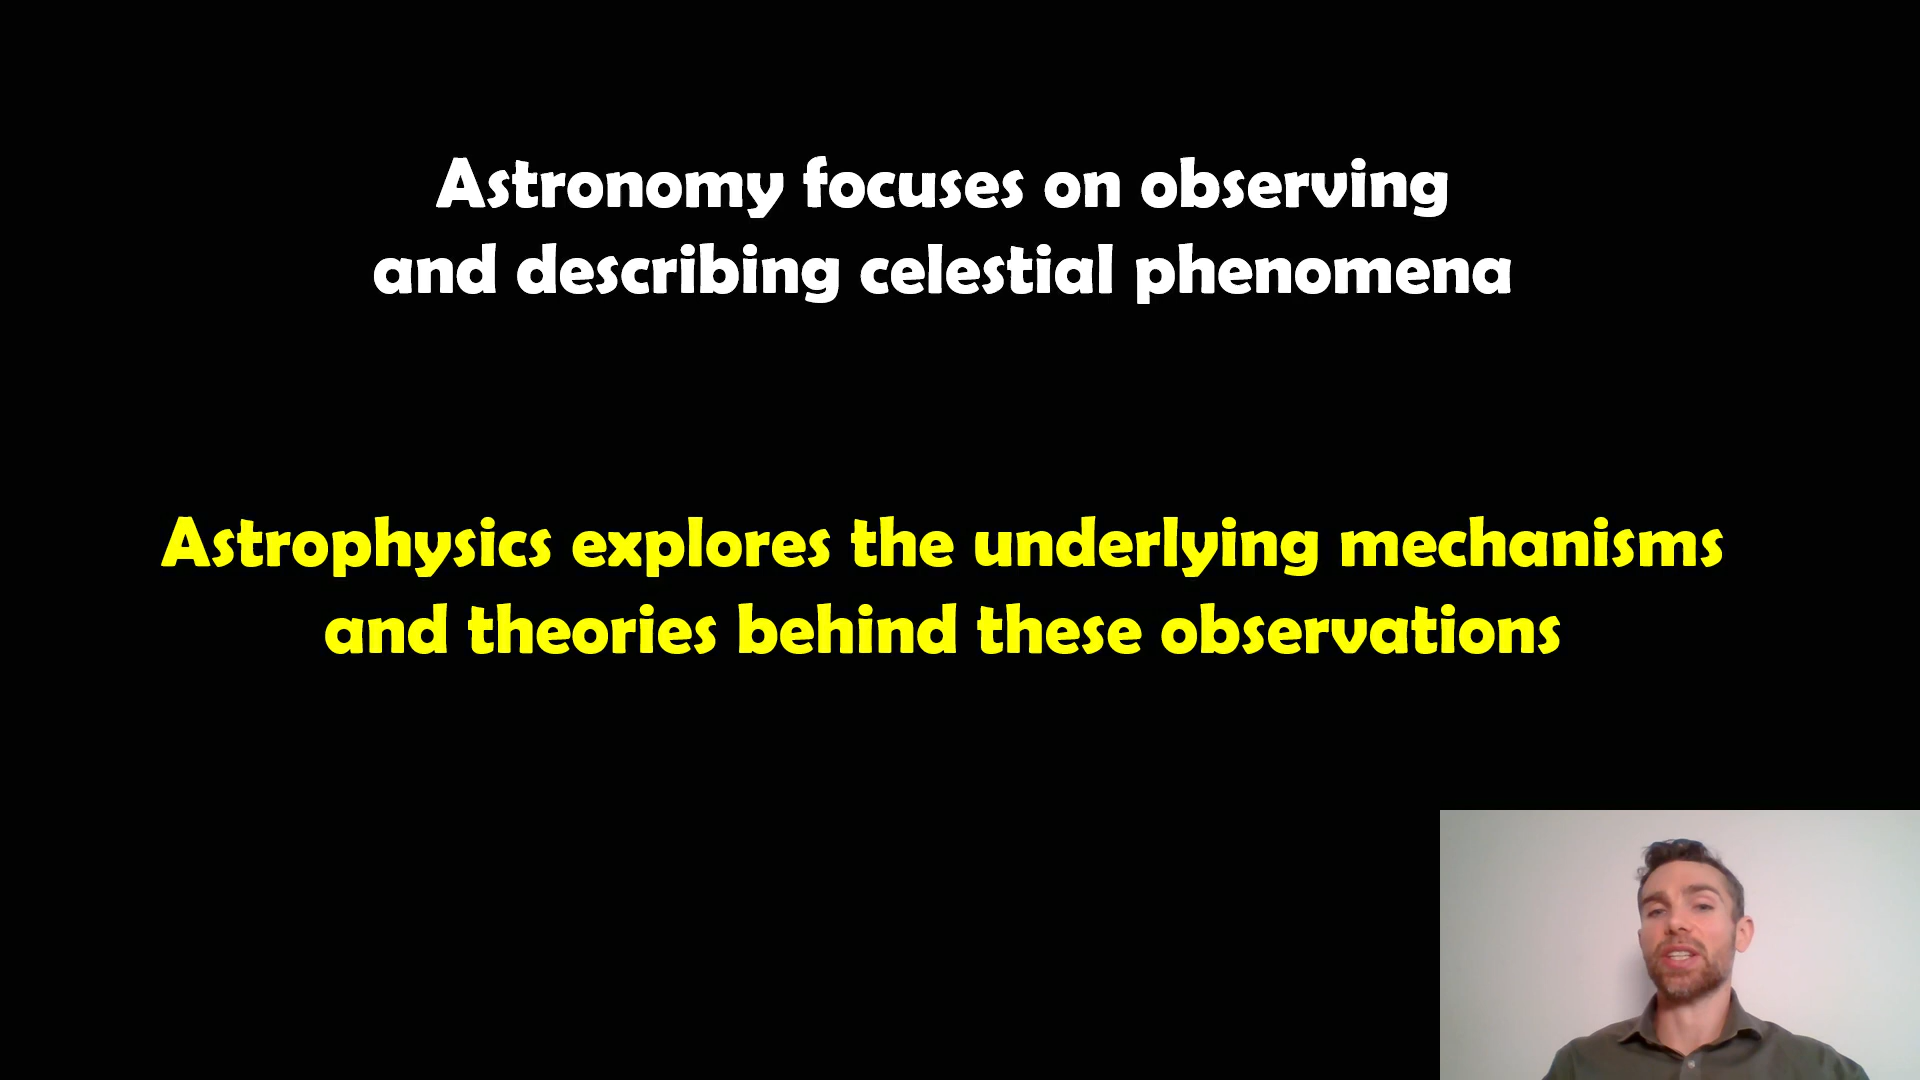 Astronomy focuses on observing
and describing celestial phenomena
Astrophysics explores the underlying mechanisms
and theories behind these observations